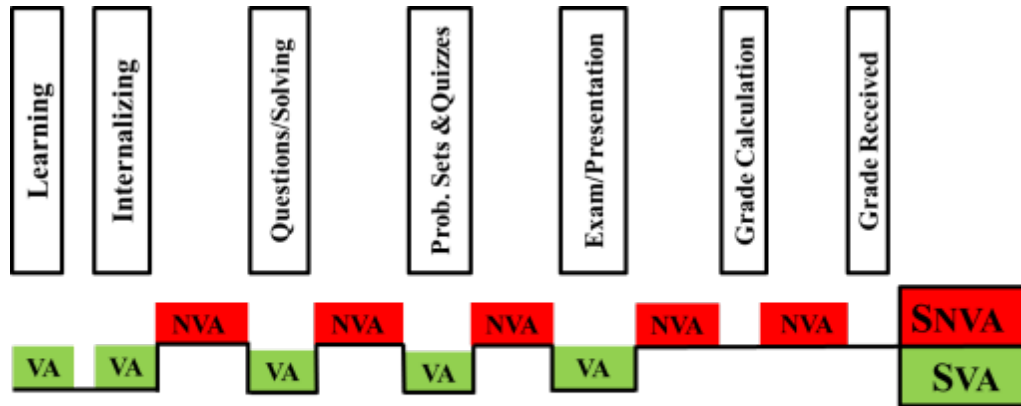 Learning
Internalizing
Questions/Solving
Prob. Sets &Quizzes
Exam/Presentation
Grade Calculation
Grade Received
NVA
NVA
NVA
NVA
NVA
SNVA
VA
VA
VA
VA
VA
SVA